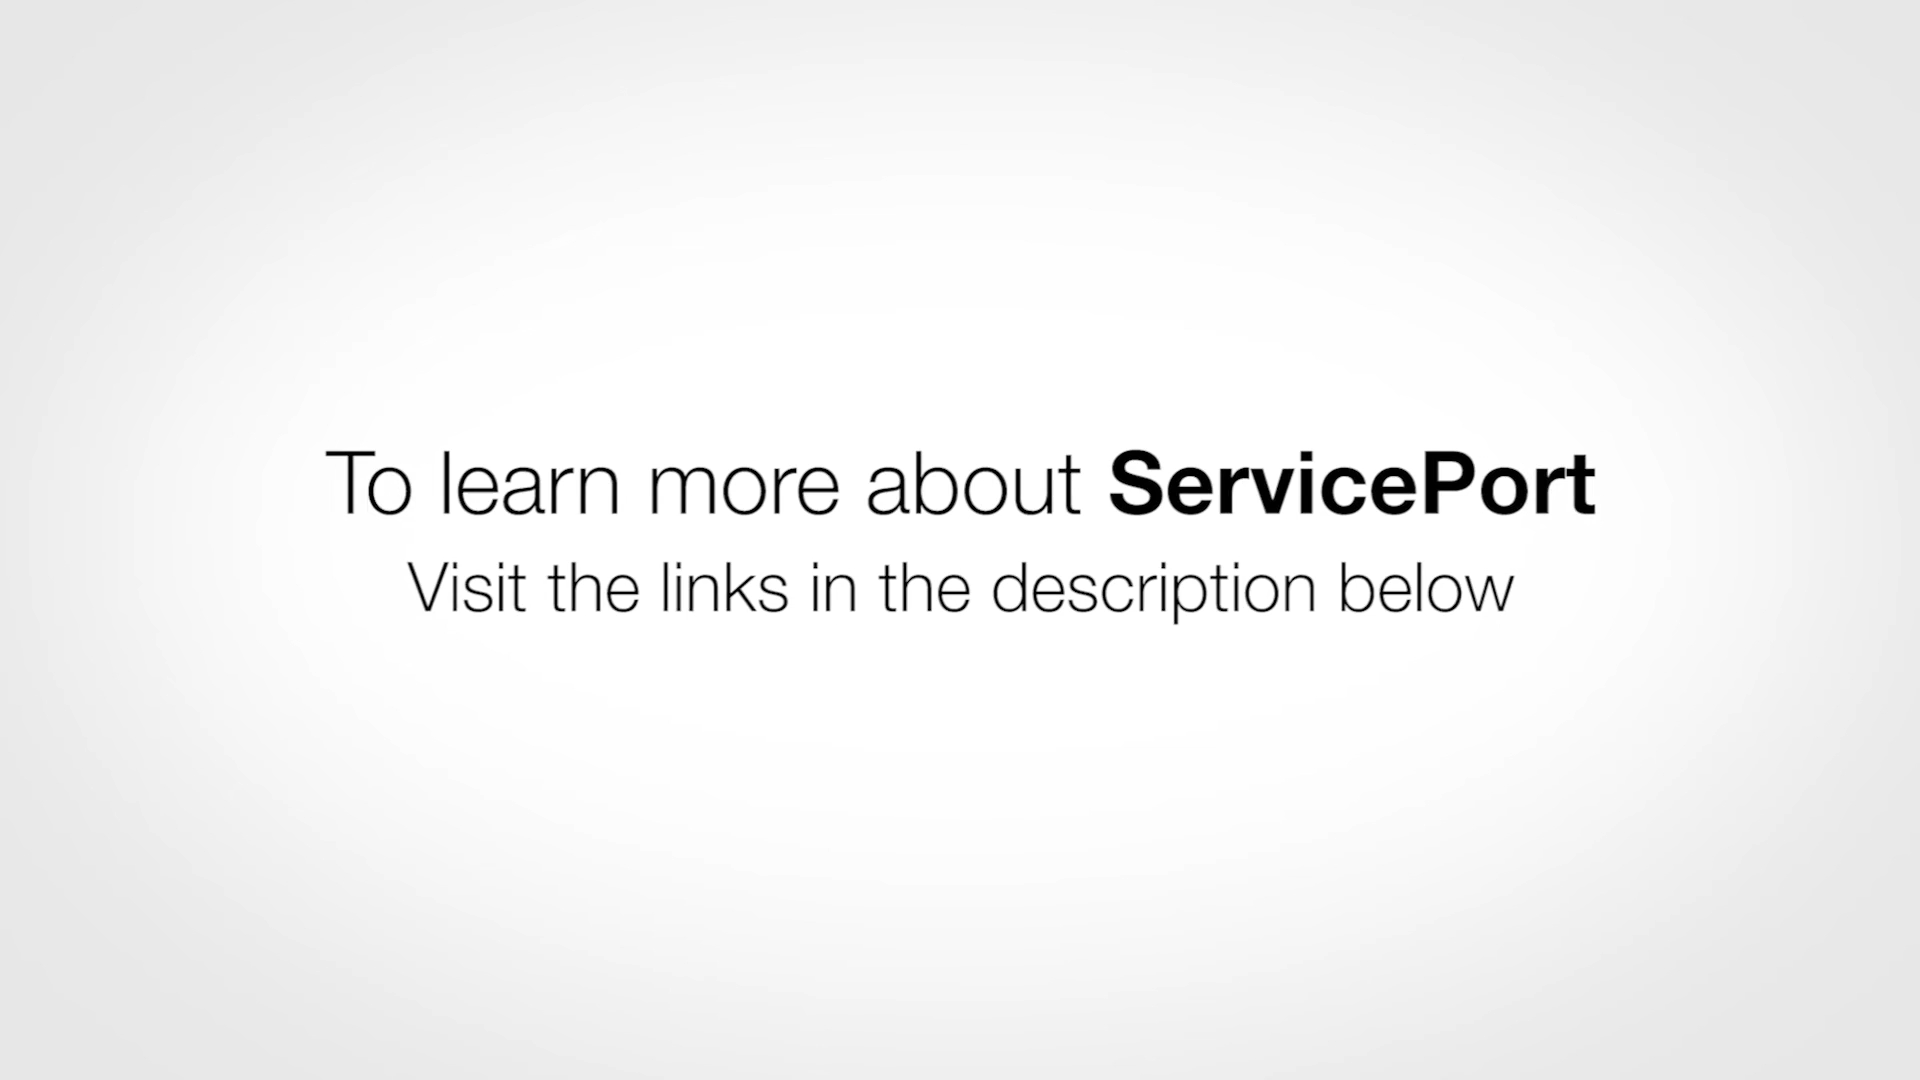 To learn more about ServicePort
Visit the links in the description below